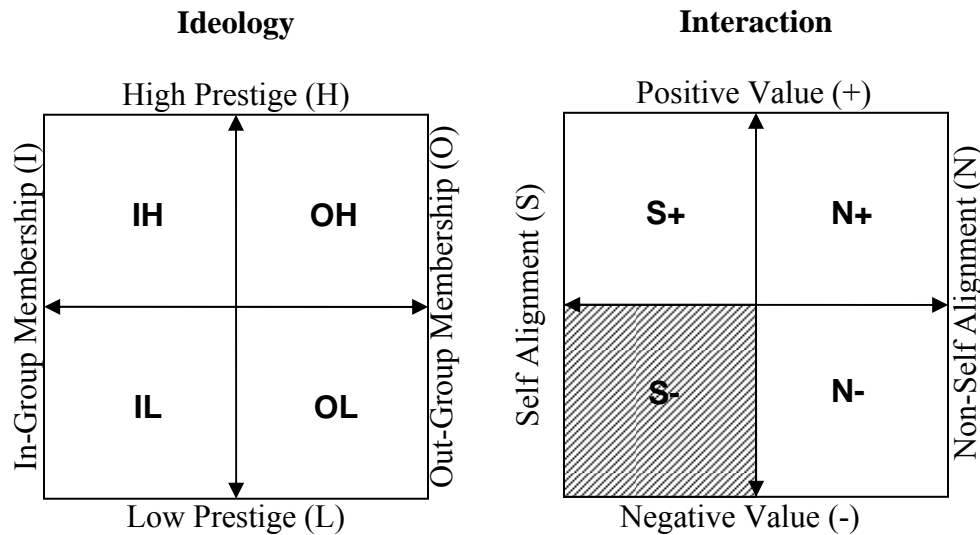 Ideology
High Prestige (H)
In-Group Membership (I)
IH
OH
IL
OL
Out-Group Membership (O)
Low Prestige (L)
Interaction
Positive Value (+)
Self Alignment (S)
S+
N+
S-
N-
Non-Self Alignment (N)
Negative Value (-)